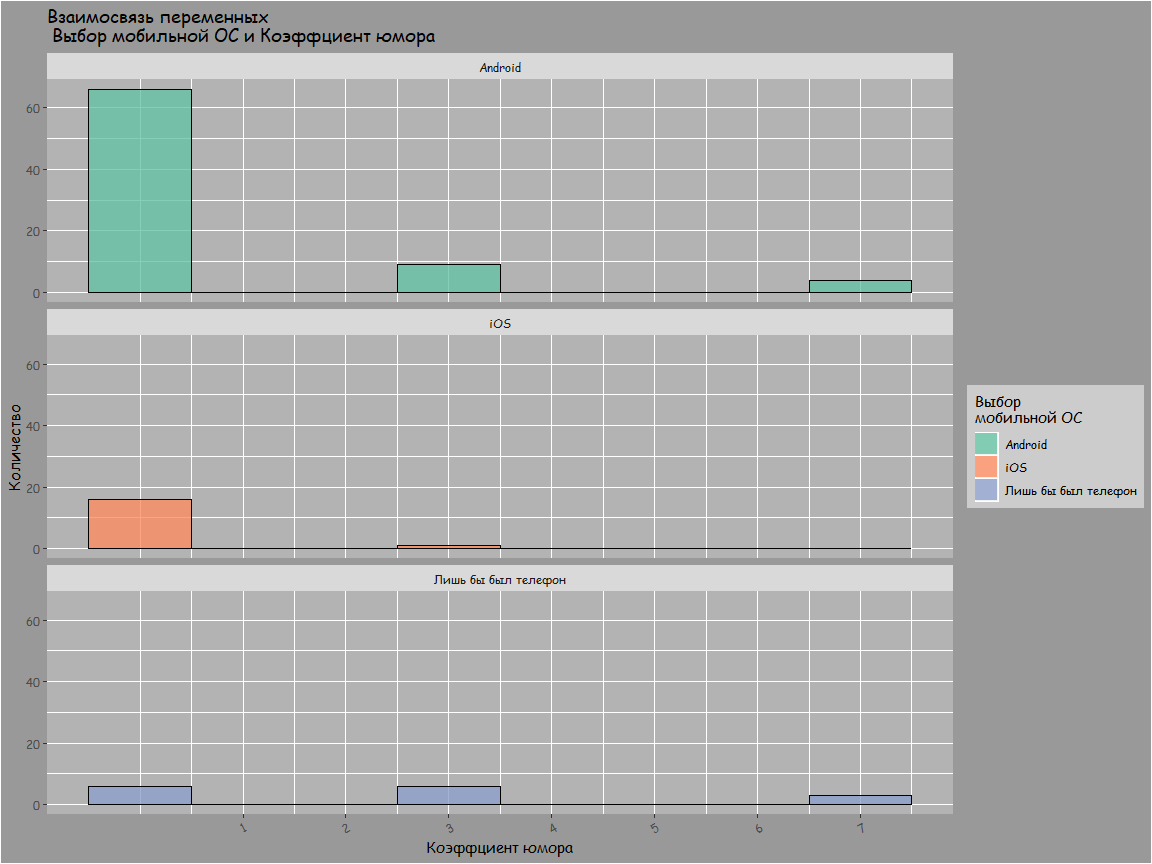 Взаимосвязь переменных
Выбор мобильной ОС и Коэффциент юмора
Android
60
40
20
0
iOS
60
40
20
0
Лишь бы был телефон
60
40
20
0
1 2 3 4 5 6 7
Коэффциент юмора
Количество
Выбор
мобильной ОС
Android
iOS
Лишь бы был телефон